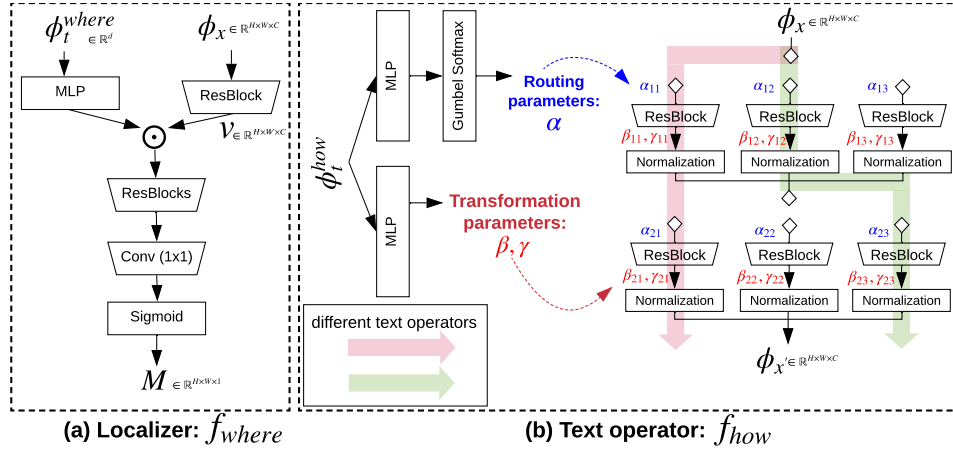 ϕ_t^where ∈ ℝ^d
ϕ_x ∈ ℝ^H×W×C
MLP
ResBlock
V ∈ ℝ^H×W×C
⊙
ResBlocks
Conv (1x1)
Sigmoid
M ∈ ℝ^H×W×1
(a) Localizer: f_where
ϕ_t^how
MLP
Gumbel Softmax
MLP
Routing
parameters:
α
Transformation
parameters:
β, γ
different text operators
ϕ_x ∈ ℝ^H×W×C
α_11 α_12 α_13
ResBlock ResBlock ResBlock
β_11, γ_11 β_12, γ_12 β_13, γ_13
Normalization Normalization Normalization
α_21 α_22 α_23
ResBlock ResBlock ResBlock
β_21, γ_21 β_22, γ_22 β_23, γ_23
Normalization Normalization Normalization
ϕ_x' ∈ ℝ^H×W×C
(b) Text operator: f_how